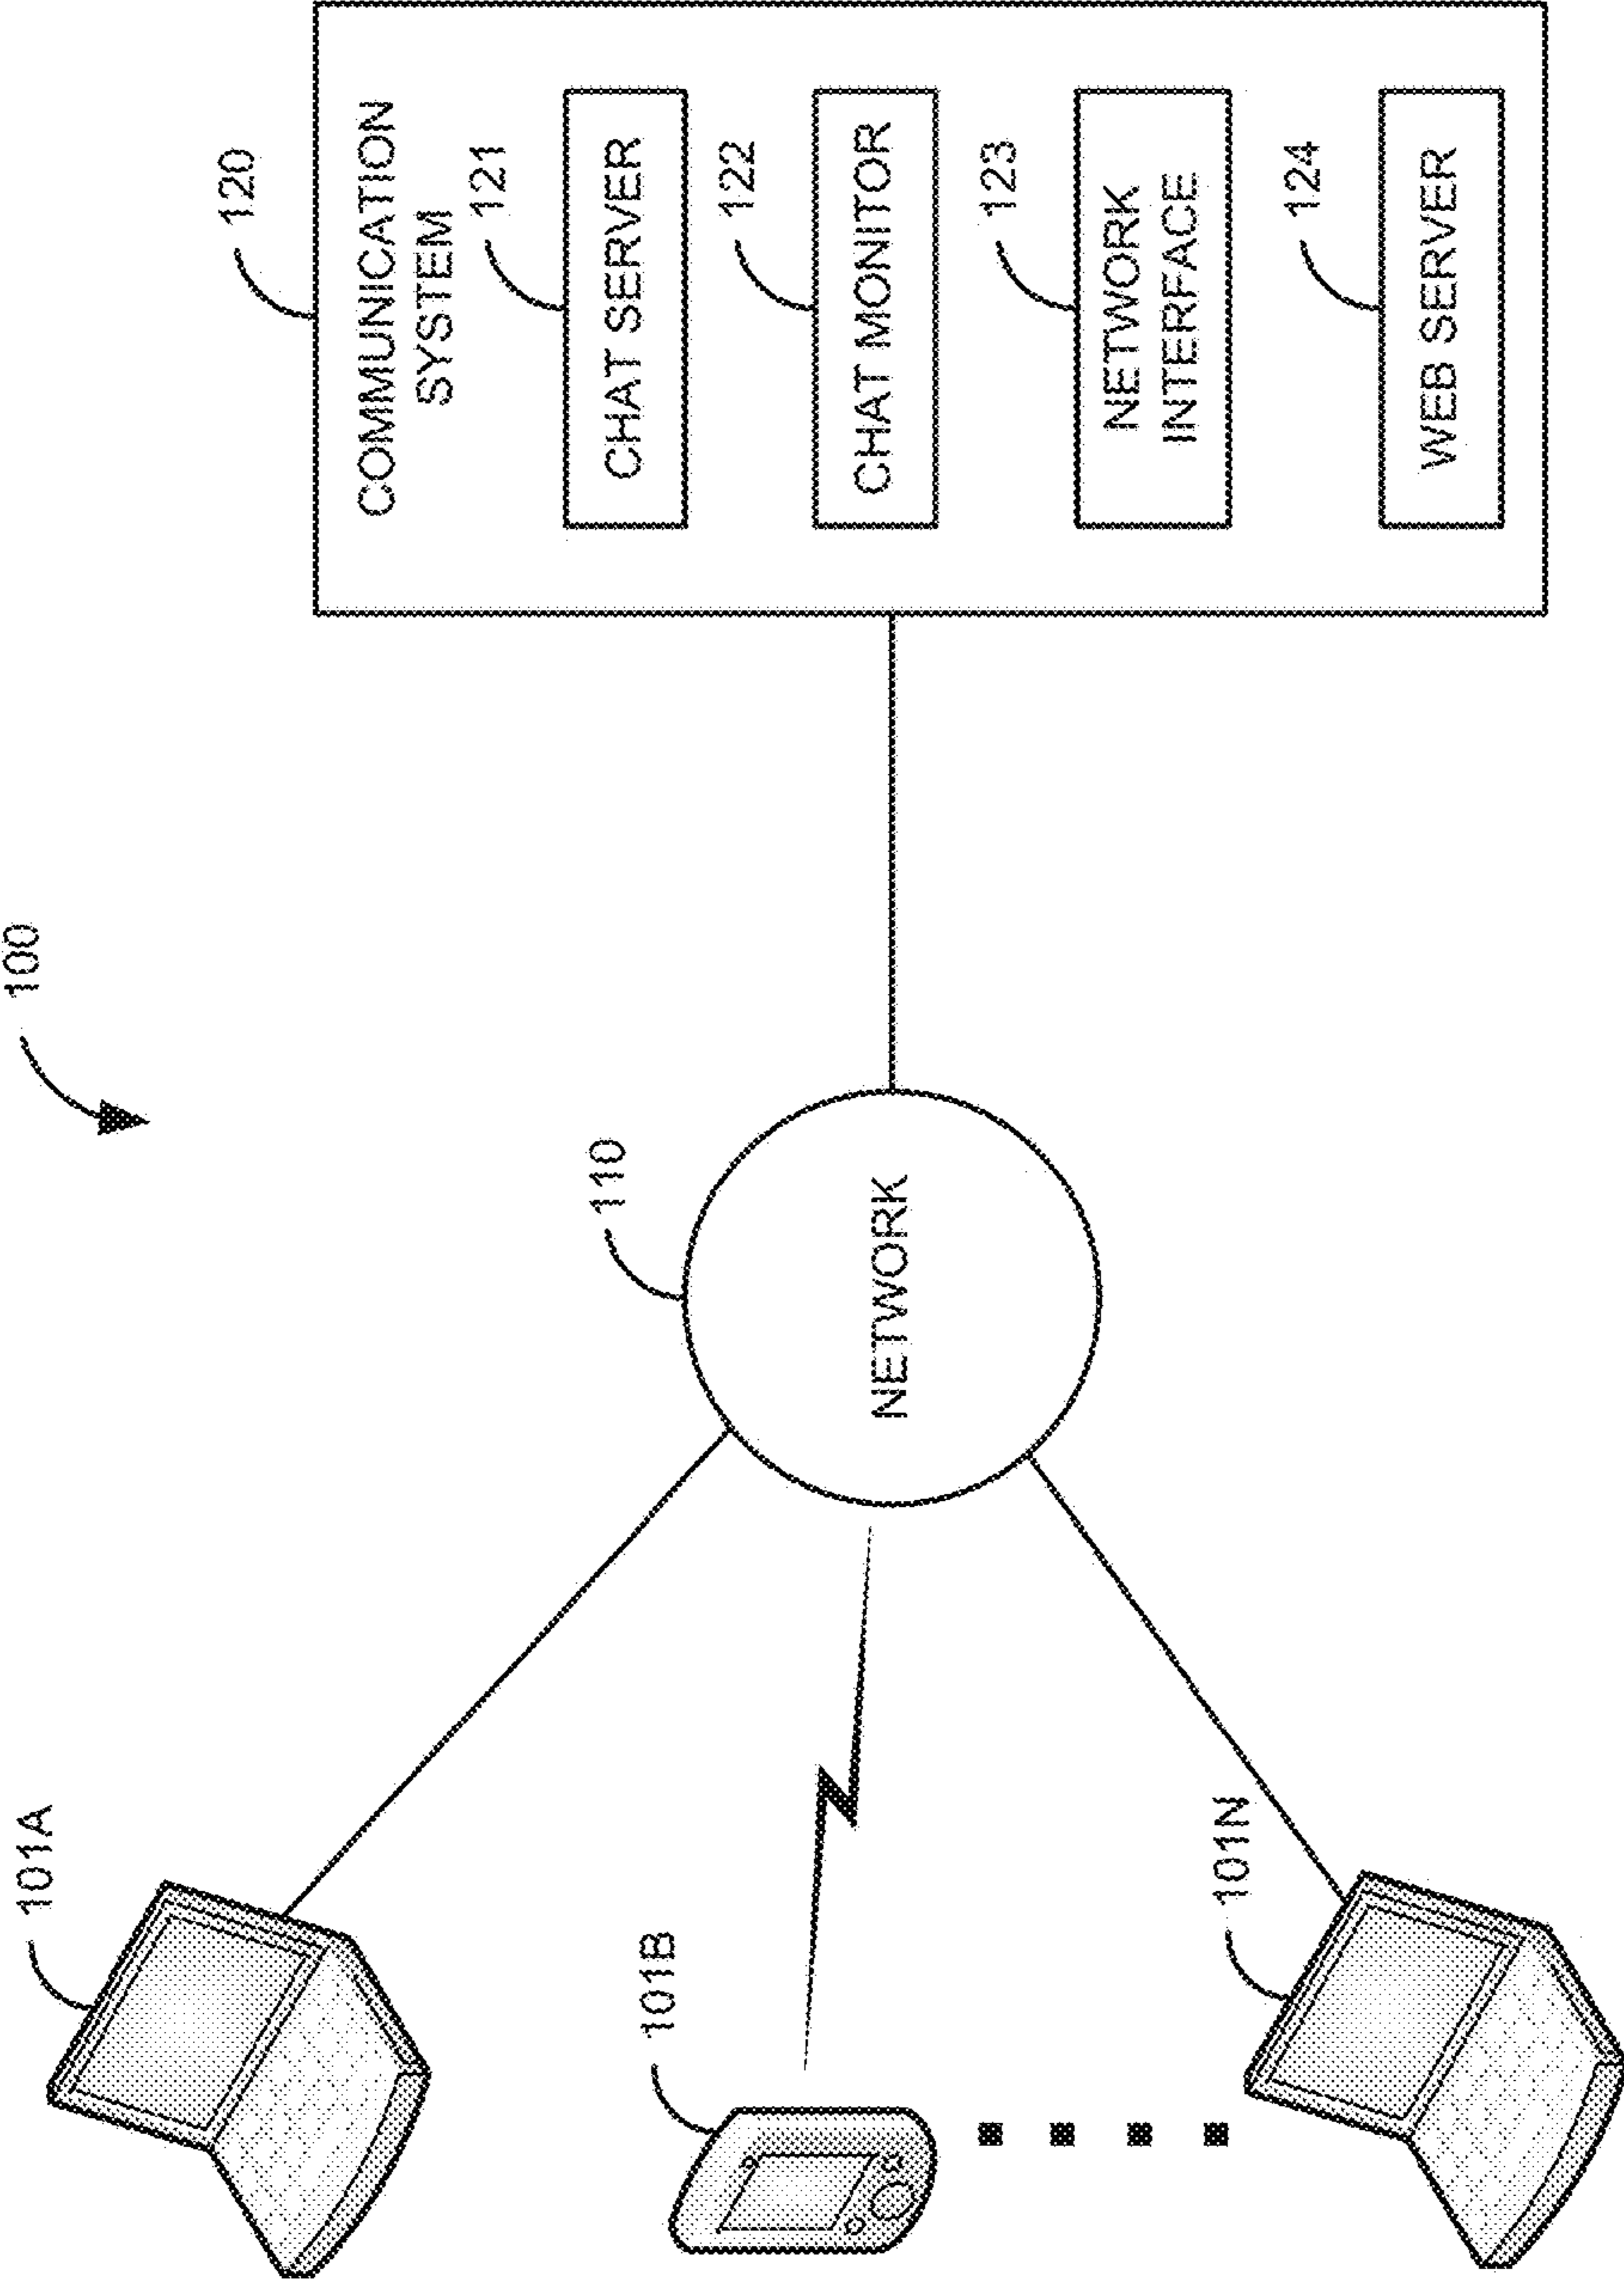 100
101A
101B
101N
110
NETWORK
120
COMMUNICATION
SYSTEM
121
CHAT SERVER
122
CHAT MONITOR
123
NETWORK
INTERFACE
124
WEB SERVER